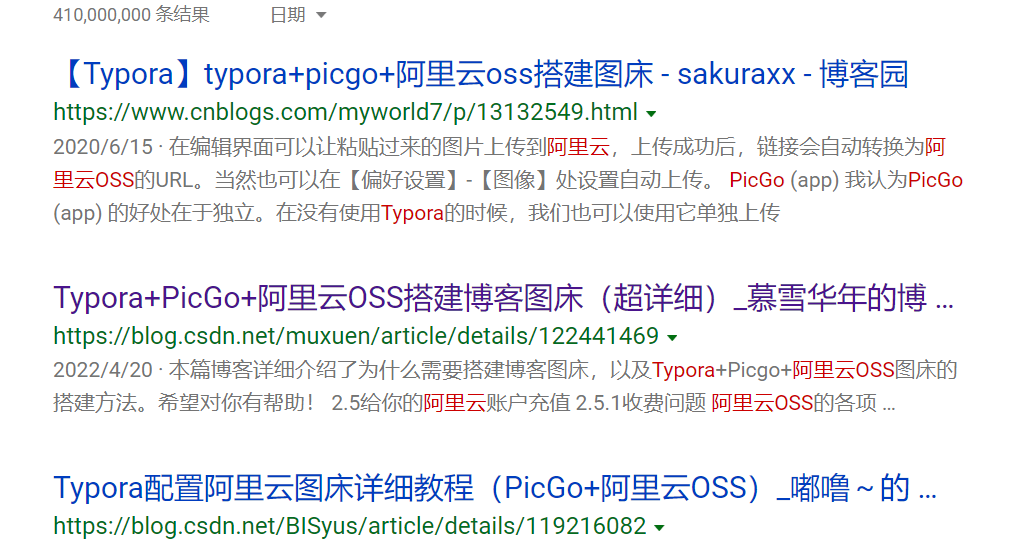 410,000,000 条结果 日期
【Typora】typora+picgo+阿里云oss搭建图床 - sakuraxx - 博客园
https://www.cnblogs.com/myworld7/p/13132549.html
2020/6/15 · 在编辑界面可以让粘贴过来的图片上传到阿里云，上传成功后，链接会自动转换为阿
里云OSS的URL。当然也可以在【偏好设置】-【图像】处设置自动上传。 PicGo (app) 我认为PicGo
(app) 的好处在于独立。在没有使用Typora的时候，我们也可以使用它单独上传
Typora+PicGo+阿里云OSS搭建博客图床（超详细）_慕雪华年的博 ...
https://blog.csdn.net/muxuen/article/details/122441469
2022/4/20 · 本篇博客详细介绍了为什么需要搭建博客图床，以及Typora+Picgo+阿里云OSS图床的
搭建方法。希望对你有帮助！ 2.5给你的阿里云账户充值 2.5.1收费问题 阿里云OSS的各项 ...
Typora配置阿里云图床详细教程（PicGo+阿里云OSS）_嘟噜～的 ...
https://blog.csdn.net/BISyus/article/details/119216082